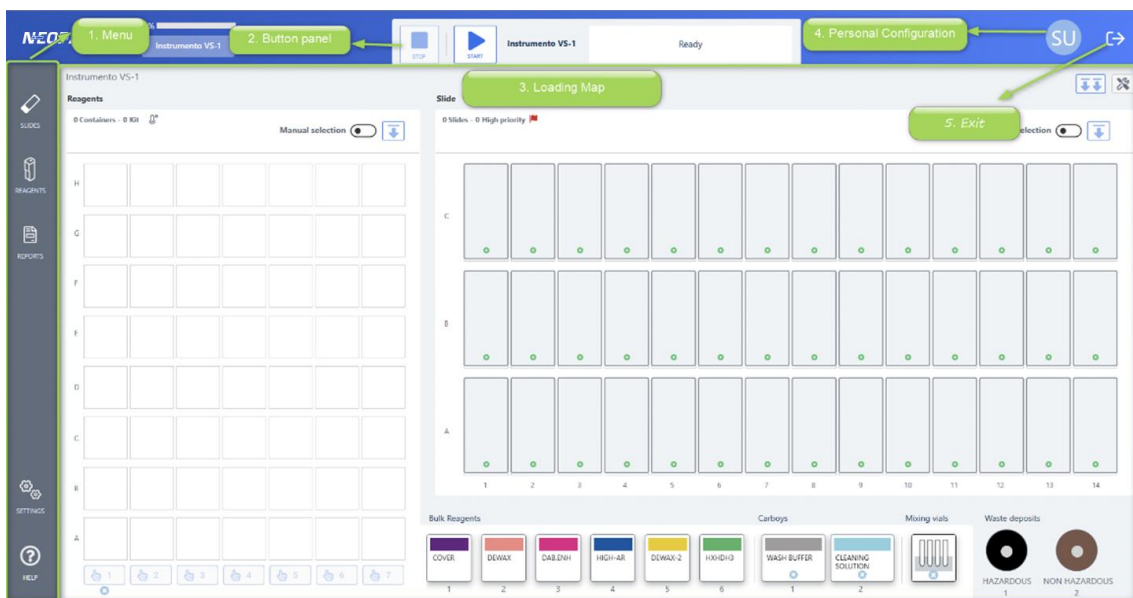 1. Menu
%
Instrumento VS-1
2. Button panel
STOP
START
Instrumento VS-1
Ready
4. Personal Configuration
SU
Instrumento VS-1
Reagents
0 Containers - 0 Kit
Manual selection
Slide
3. Loading Map
0 Slides - 0 High priority
5. Exit
election
SLIDES
REAGENTS
REPORTS
SETTINGS
HELP
H
G
F
E
D
C
B
A
1 2 3 4 5 6 7
C
B
A
1 2 3 4 5 6 7 8 9 10 11 12 13 14
Bulk Reagents
Carboys
Mixing vials
Waste deposits
COVER
DEWAX
DAB.ENH
HIGH-AR
DEWAX-2
WASH BUFFER
CLEANING
SOLUTION
1 2 3 4 5 6
1 2
HAZARDOUS
1
NON HAZARDOUS
2